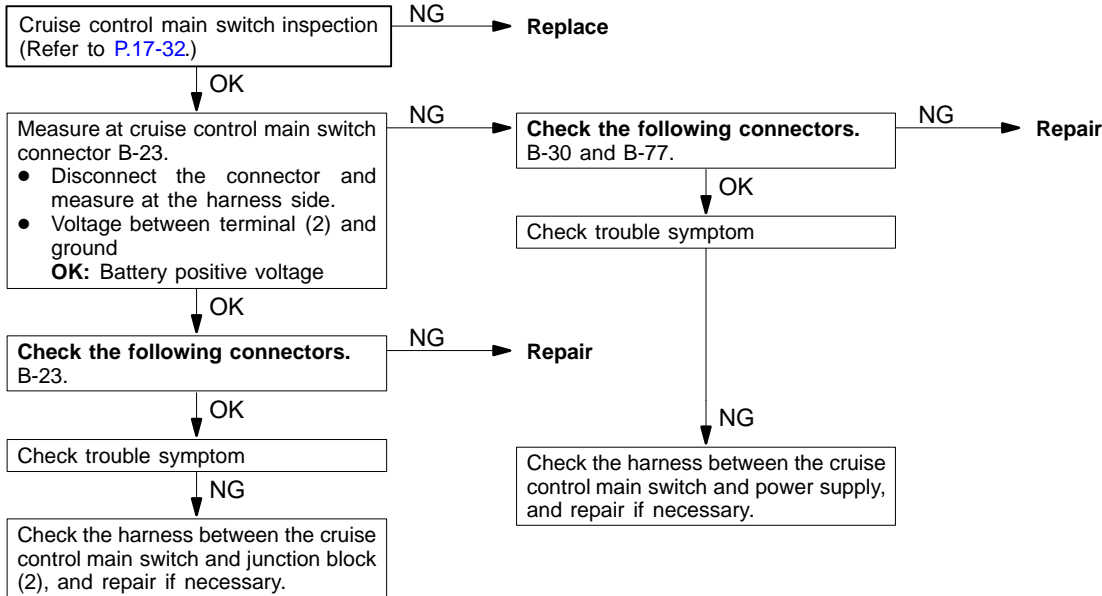 Cruise control main switch inspection
(Refer to P.17-32.)
NG
Replace
OK
Measure at cruise control main switch
connector B-23.
● Disconnect the connector and
measure at the harness side.
● Voltage between terminal (2) and
ground
OK: Battery positive voltage
NG
Check the following connectors.
B-30 and B-77.
NG
Repair
OK
Check trouble symptom
NG
Check the harness between the cruise
control main switch and power supply,
and repair if necessary.
OK
Check the following connectors.
B-23.
NG
Repair
OK
Check trouble symptom
NG
Check the harness between the cruise
control main switch and junction block
(2), and repair if necessary.